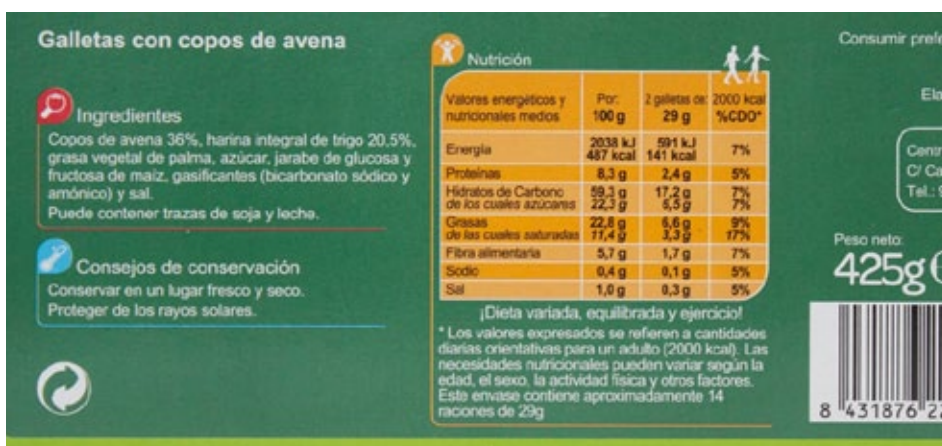 Galletas con copos de avena
Ingredientes
Copos de avena 36%, harina integral de trigo 20,5%,
grasa vegetal de palma, azúcar, jarabe de glucosa y
fructosa de maíz, gasificantes (bicarbonato sódico y
amónico) y sal.
Puede contener trazas de soja y leche.
Consejos de conservación
Conservar en un lugar fresco y seco.
Proteger de los rayos solares.
Nutrición
Valores energéticos y Por: 2 galletas de: 2000 kcal
nutricionales medios 100 g 29 g %CDO*
Energía 2038 kJ 591 kJ 7%
487 kcal 141 kcal
Proteínas 8,3 g 2,4 g 5%
Hidratos de Carbono 59,3 g 17,2 g 7%
de los cuales azúcares 22,3 g 6,5 g 7%
Grasas 22,8 g 6,6 g 9%
de las cuales saturadas 11,4 g 3,3 g 17%
Fibra alimentaria 5,7 g 1,7 g 7%
Sodio 0,4 g 0,1 g 5%
Sal 1,0 g 0,3 g 5%
¡Dieta variada, equilibrada y ejercicio!
* Los valores expresados se refieren a cantidades
diarias orientativas para un adulto (2000 kcal). Las
necesidades nutricionales pueden variar según la
edad, el sexo, la actividad física y otros factores.
Este envase contiene aproximadamente 14
raciones de 29g
Consumir prefe
Ela
Centr
C/ Ca
Tel.:
Peso neto:
425g
8 431876 22